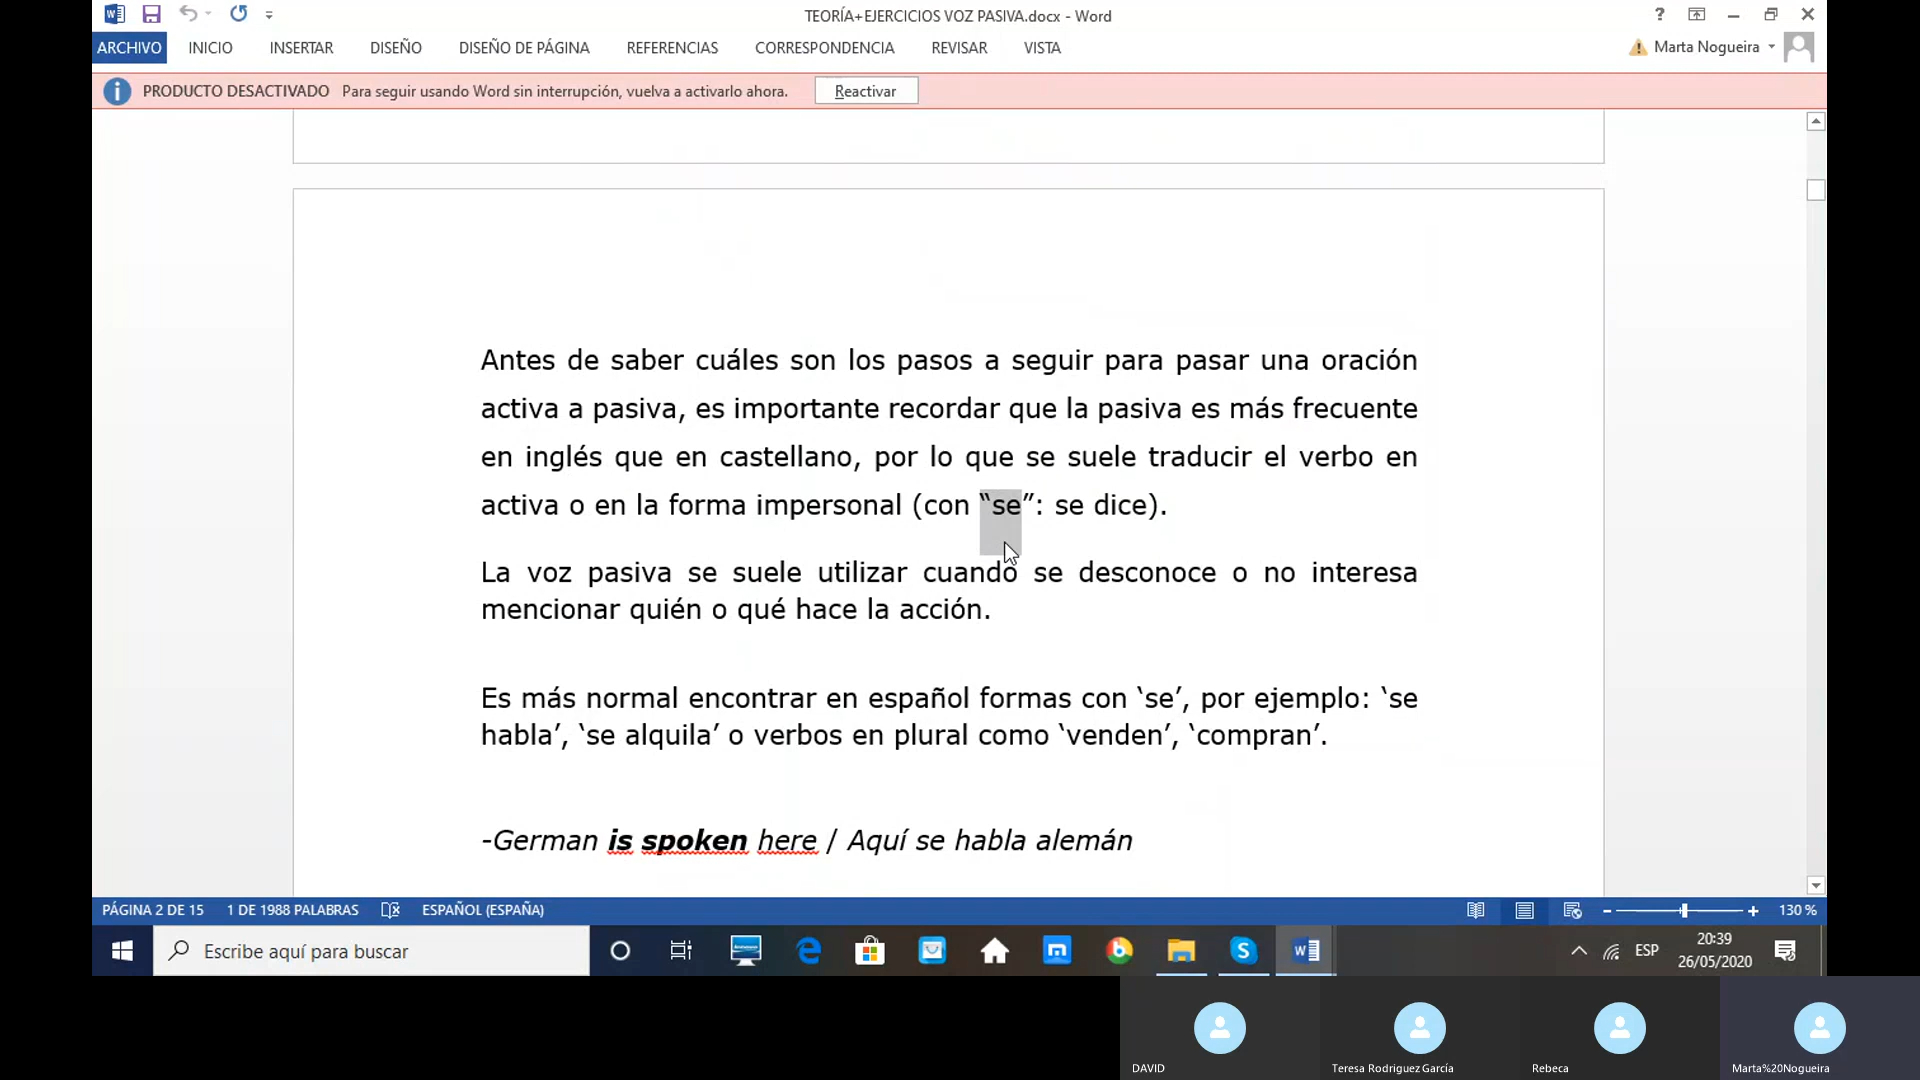 TEORÍA+EJERCICIOS VOZ PASIVA.docx - Word
ARCHIVO INICIO INSERTAR DISEÑO DISEÑO DE PÁGINA REFERENCIAS CORRESPONDENCIA REVISAR VISTA
Marta Nogueira
PRODUCTO DESACTIVADO Para seguir usando Word sin interrupción, vuelva a activarlo ahora. Reactivar
Antes de saber cuáles son los pasos a seguir para pasar una oración
activa a pasiva, es importante recordar que la pasiva es más frecuente
en inglés que en castellano, por lo que se suele traducir el verbo en
activa o en la forma impersonal (con “se”: se dice).
La voz pasiva se suele utilizar cuando se desconoce o no interesa
mencionar quién o qué hace la acción.
Es más normal encontrar en español formas con ‘se’, por ejemplo: ‘se
habla’, ‘se alquila’ o verbos en plural como ‘venden’, ‘compran’.
-German is spoken here / Aquí se habla alemán
PÁGINA 2 DE 15 1 DE 1988 PALABRAS ESPAÑOL (ESPAÑA) 130 %
Escribe aquí para buscar
ESP
20:39
26/05/2020
DAVID
Teresa Rodriguez García
Rebeca
Marta%20Nogueira